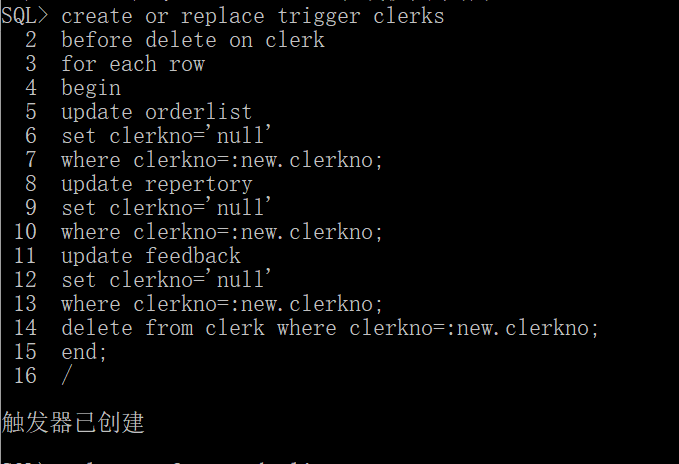 SQL> create or replace trigger clerks
2 before delete on clerk
3 for each row
4 begin
5 update orderlist
6 set clerkno='null'
7 where clerkno=:new.clerkno;
8 update repertory
9 set clerkno='null'
10 where clerkno=:new.clerkno;
11 update feedback
12 set clerkno='null'
13 where clerkno=:new.clerkno;
14 delete from clerk where clerkno=:new.clerkno;
15 end;
16 /
触发器已创建